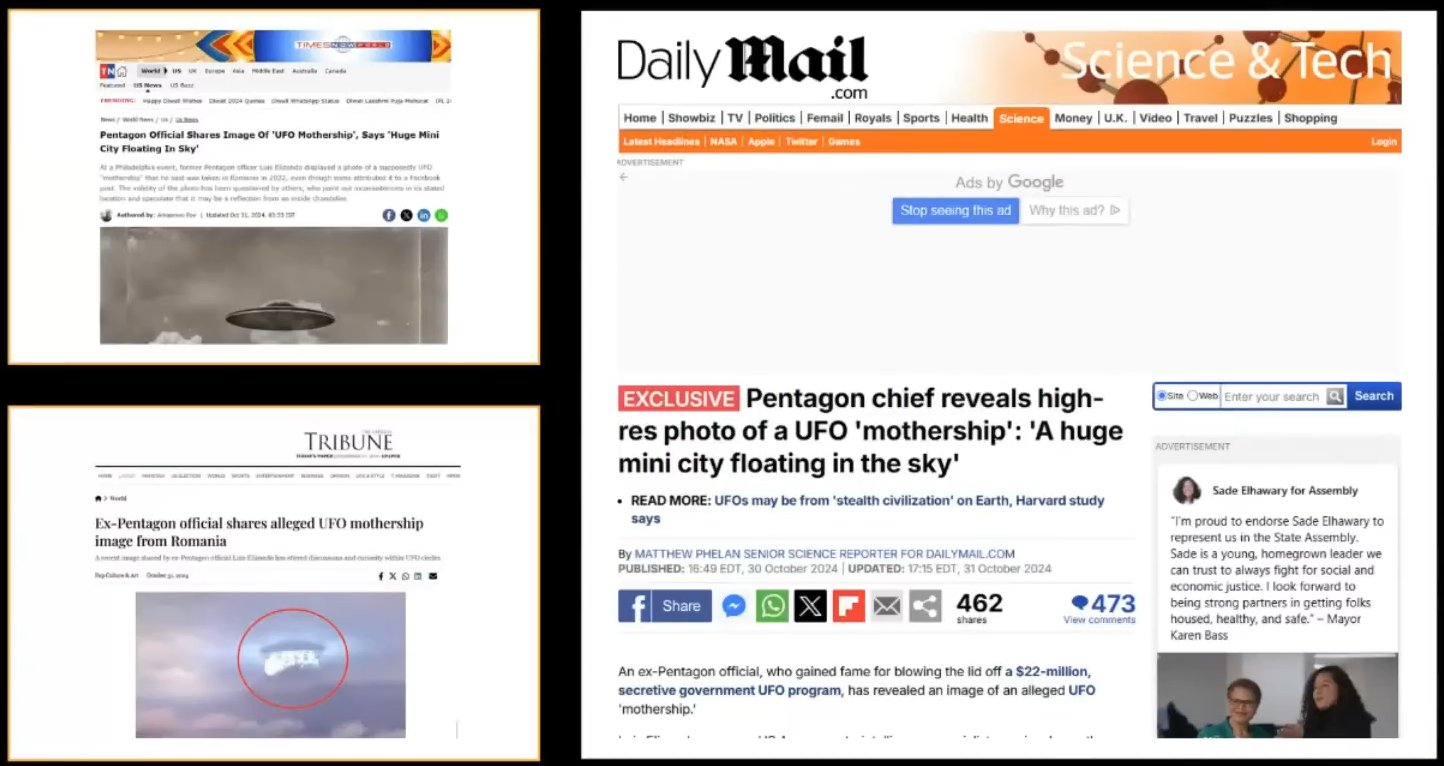 TIMES NOW WORLD
TN World US UK Europe Asia Middle East Australia Canada
Featured US News US Buzz
TRENDING: Happy Diwali Wishes Diwali 2024 Quotes Diwali WhatsApp Status Diwali Laxmi Puja Muhurat
News / World News / US / US News
Pentagon Official Shares Image Of 'UFO Mothership', Says 'Huge Mini
City Floating In Sky'
At a Philadelphia event, former Pentagon officer Luis Elizondo displayed a photo of a supposedly UFO
"mothership" that he said was taken in Romania in 2022, even though some attributed it to a Facebook
post. The validity of the photo has been questioned by others, who point out inconsistencies in its stated
location and speculate that it may be a reflection from an inside chandelier.
Authored by: | Updated Oct 31, 2024, IST
TRIBUNE
HOME LATEST PAKISTAN US ELECTION WORLD SPORTS ENTERTAINMENT BUSINESS OPINION LIFE & STYLE T.MAGAZINE
World
Ex-Pentagon official shares alleged UFO mothership
image from Romania
A recent image shared by ex-Pentagon official Luis Elizondo has stirred discussions and curiosity within UFO circles
Pop Culture & Art October 31, 2024
Daily Mail
.com
Science & Tech
Home | Showbiz | TV | Politics | Femail | Royals | Sports | Health | Science | Money | U.K. | Video | Travel | Puzzles | Shopping
Latest Headlines | NASA | Apple | Twitter | Games Login
ADVERTISEMENT
Ads by Google
Stop seeing this ad Why this ad?
EXCLUSIVE Pentagon chief reveals high-
res photo of a UFO 'mothership': 'A huge
mini city floating in the sky'
• READ MORE: UFOs may be from 'stealth civilization' on Earth, Harvard study
says
By MATTHEW PHELAN SENIOR SCIENCE REPORTER FOR DAILYMAIL.COM
PUBLISHED: 16:49 EDT, 30 October 2024 | UPDATED: 17:15 EDT, 31 October 2024
Share
462
shares
473
View comments
An ex-Pentagon official, who gained fame for blowing the lid off a $22-million,
secretive government UFO program, has revealed an image of an alleged UFO
'mothership.'
Site Web Enter your search Search
ADVERTISEMENT
Sade Elhawary for Assembly
"I'm proud to endorse Sade Elhawary to
represent us in the State Assembly.
Sade is a young, homegrown leader we
can trust to always fight for social and
economic justice. I look forward to
being strong partners in getting folks
housed, healthy, and safe." – Mayor
Karen Bass